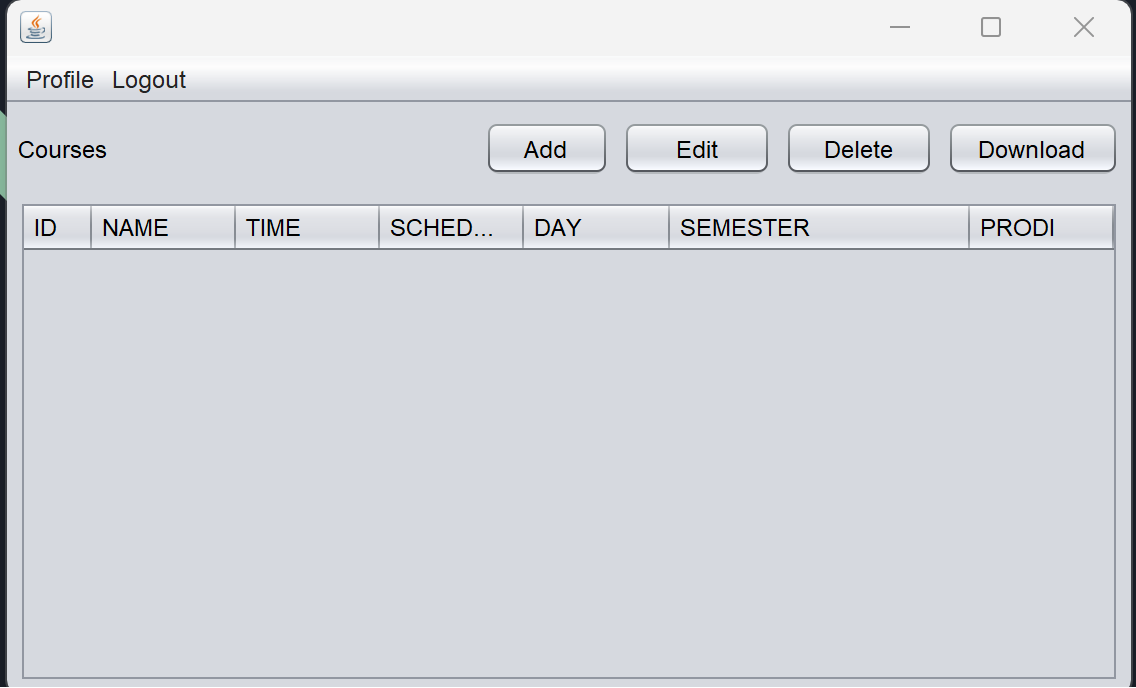 Profile Logout
Courses Add Edit Delete Download
ID NAME TIME SCHED... DAY SEMESTER PRODI